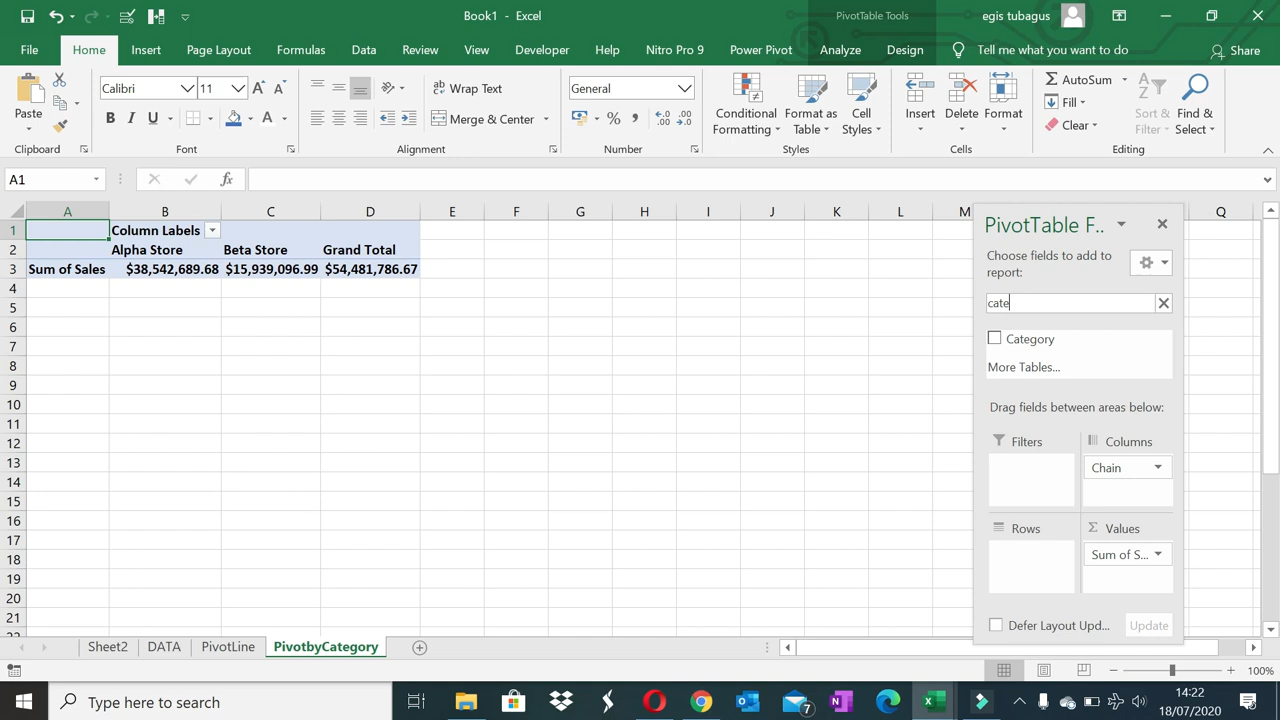 Book1 - Excel
PivotTable Tools
egis tubagus
File Home Insert Page Layout Formulas Data Review View Developer Help Nitro Pro 9 Power Pivot Analyze Design Tell me what you want to do Share
Paste
Clipboard
Calibri 11
B I U A
Font
Wrap Text
Merge & Center
Alignment
General
%
Number
Conditional Formatting
Format as Table
Cell Styles
Styles
Insert
Delete
Format
Cells
AutoSum
Fill
Clear
Sort & Filter
Find & Select
Editing
A1
fx
A B C D E F G H I J K L M Q
1 Column Labels
2 Alpha Store Beta Store Grand Total
3 Sum of Sales $38,542,689.68 $15,939,096.99 $54,481,786.67
4
5
6
7
8
9
10
11
12
13
14
15
16
17
18
19
20
21
22
PivotTable F..
Choose fields to add to
report:
cate
Category
More Tables...
Drag fields between areas below:
Filters
Columns
Chain
Rows
Σ Values
Sum of S...
Defer Layout Upd...
Update
Sheet2 DATA PivotLine PivotbyCategory
100%
Type here to search
7
14:22
18/07/2020